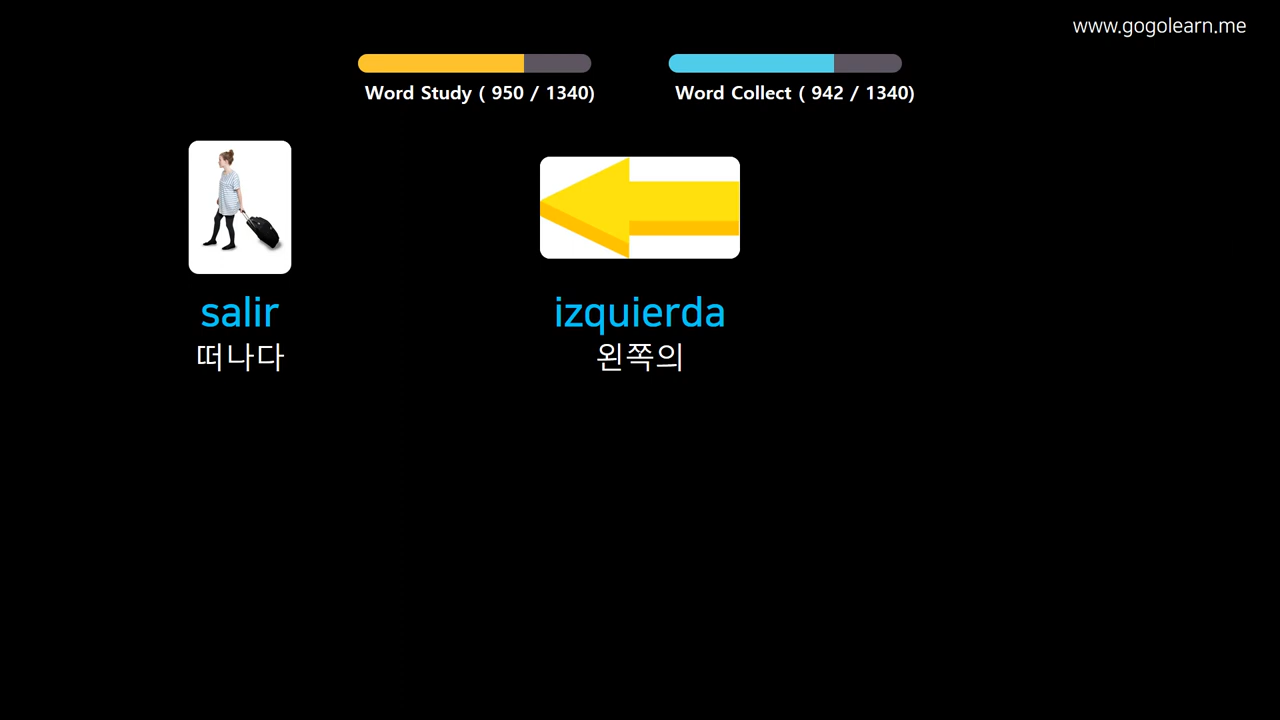 www.gogolearn.me
Word Study ( 950 / 1340)
Word Collect ( 942 / 1340)
salir
떠나다
izquierda
왼쪽의